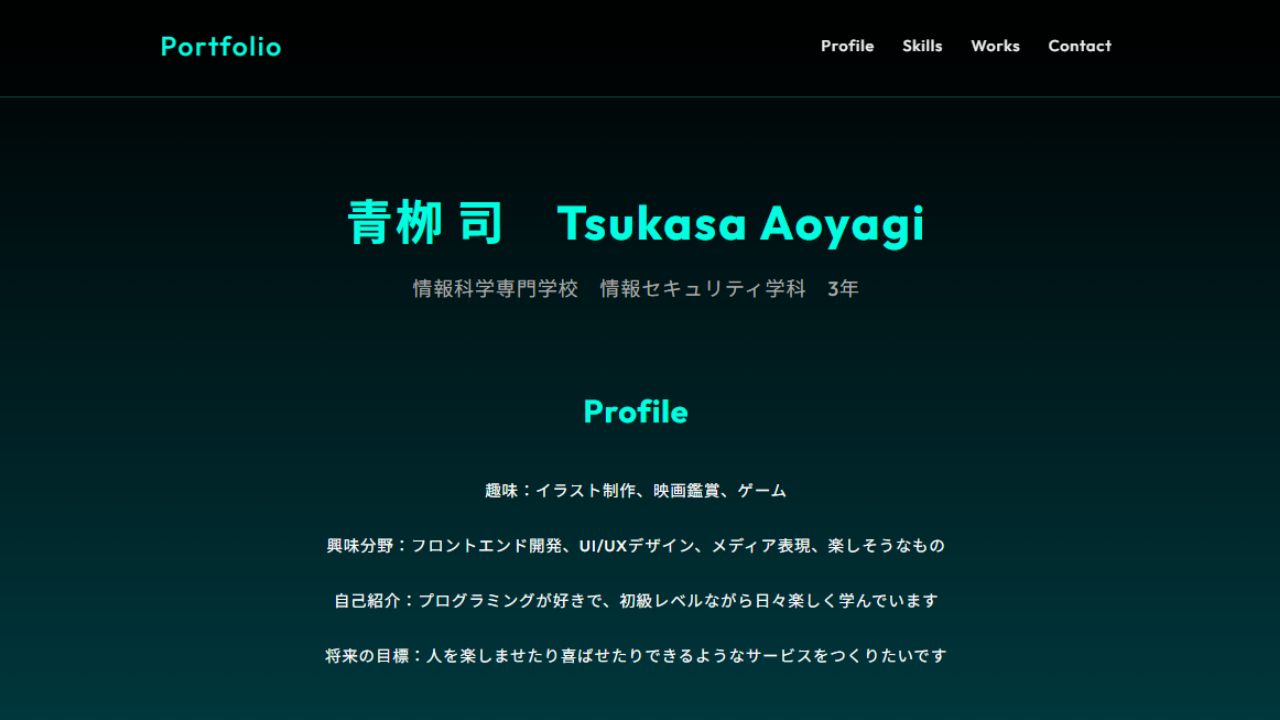 Portfolio
Profile Skills Works Contact
青栁 司　Tsukasa Aoyagi
情報科学専門学校　情報セキュリティ学科　3年
Profile
趣味：イラスト制作、映画鑑賞、ゲーム
興味分野：フロントエンド開発、UI/UXデザイン、メディア表現、楽しそうなもの
自己紹介：プログラミングが好きで、初級レベルながら日々楽しく学んでいます
将来の目標：人を楽しませたり喜ばせたりできるようなサービスをつくりたいです